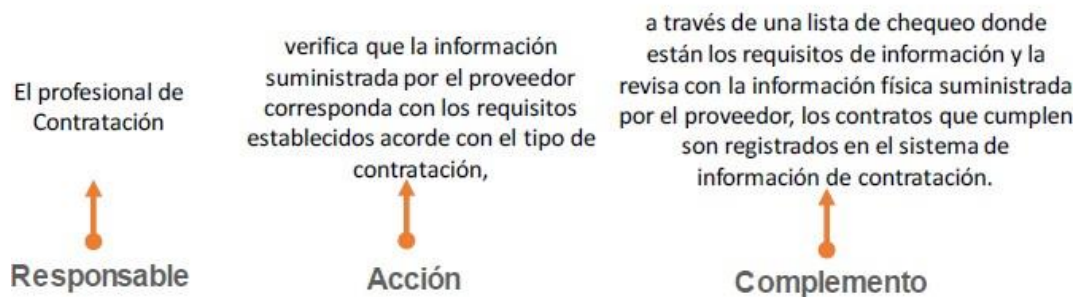 El profesional de
Contratación
verifica que la información
suministrada por el proveedor
corresponda con los requisitos
establecidos acorde con el tipo de
contratación,
a través de una lista de chequeo donde
están los requisitos de información y la
revisa con la información física suministrada
por el proveedor, los contratos que cumplen
son registrados en el sistema de
información de contratación.
Responsable
Acción
Complemento